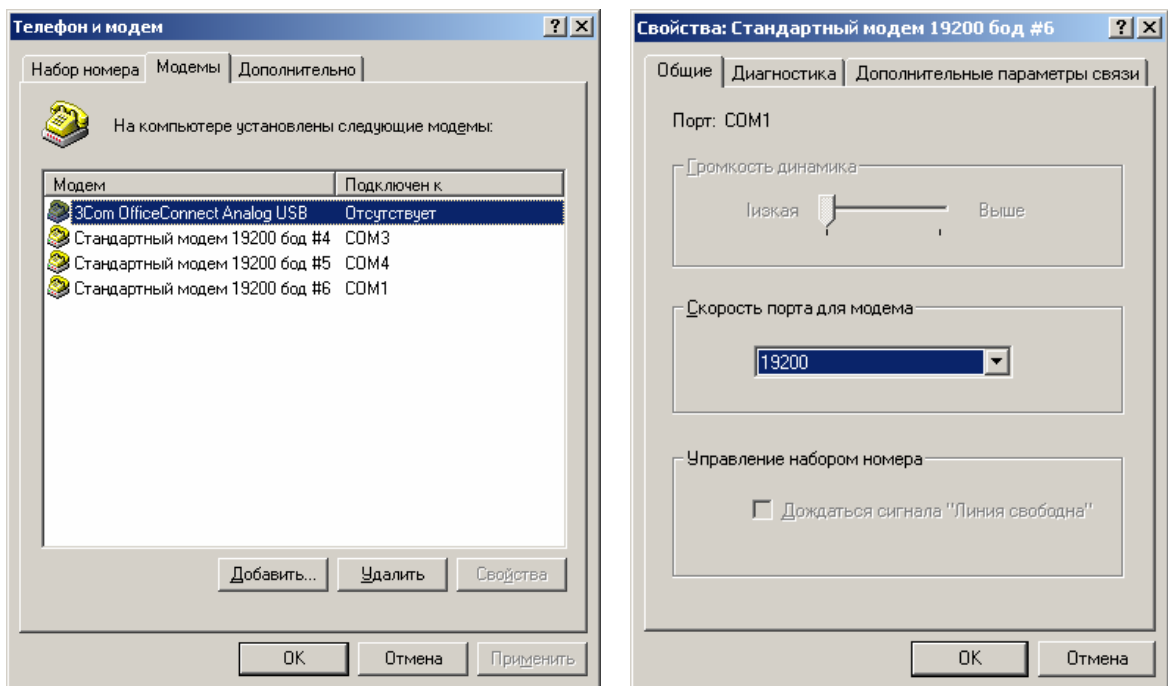 Телефон и модем
Набор номера Модемы Дополнительно
На компьютере установлены следующие модемы:
Модем Подключен к
3Com OfficeConnect Analog USB Отсутствует
Стандартный модем 19200 бод #4 COM3
Стандартный модем 19200 бод #5 COM4
Стандартный модем 19200 бод #6 COM1
Добавить... Удалить Свойства
OK Отмена Применить
Свойства: Стандартный модем 19200 бод #6
Общие Диагностика Дополнительные параметры связи
Порт: COM1
Громкость динамика
Iизкая Выше
Скорость порта для модема
19200
Управление набором номера
Дождаться сигнала "Линия свободна"
OK Отмена